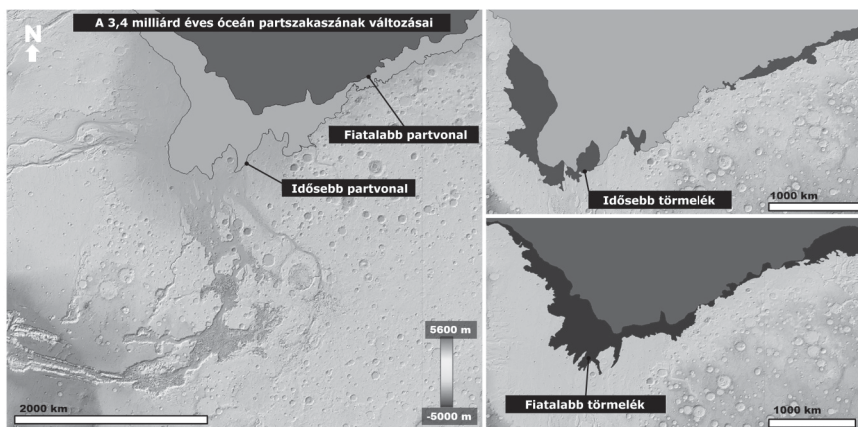 A 3,4 milliárd éves óceán partszakaszának változásai
N
Fiatalabb partvonal
Idősebb partvonal
5600 m
-5000 m
2000 km
Idősebb törmelék
1000 km
Fiatalabb törmelék
1000 km